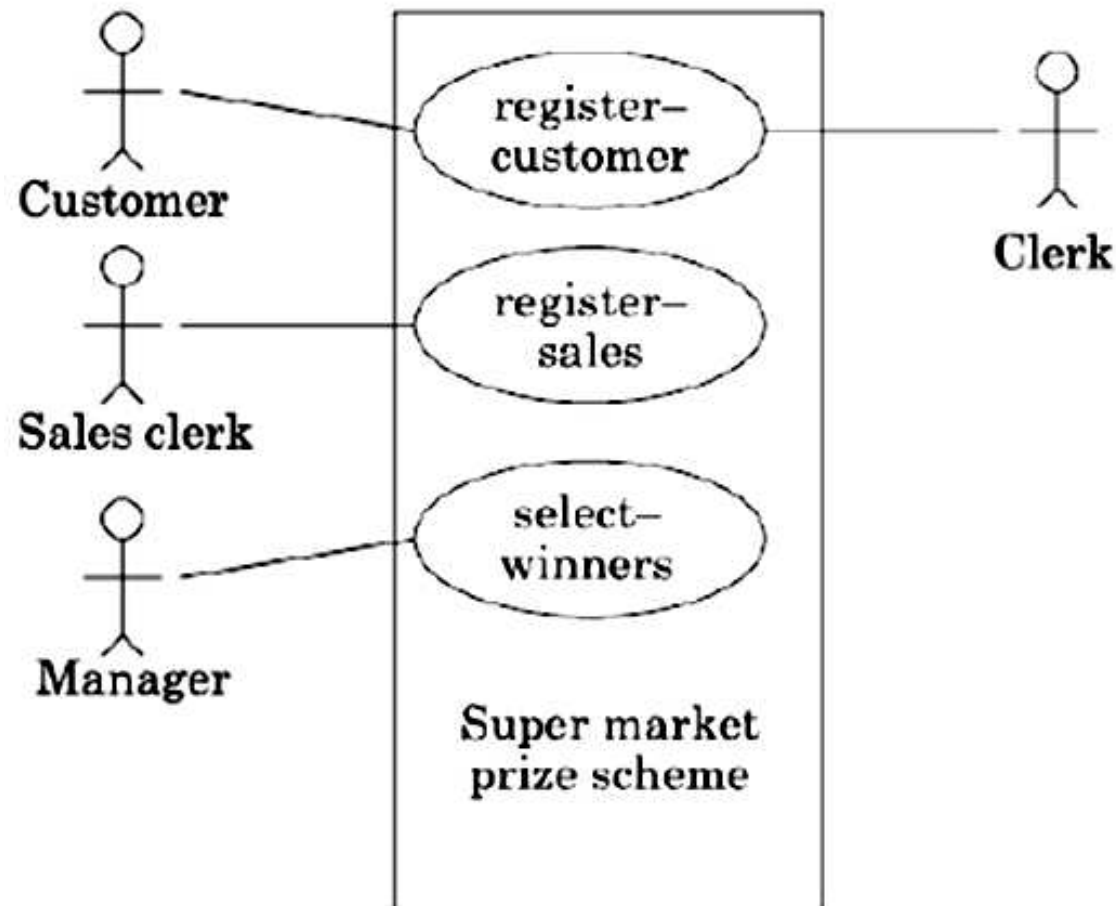 register–
customer
Customer
Clerk
register–
sales
Sales clerk
select–
winners
Manager
Super market
prize scheme